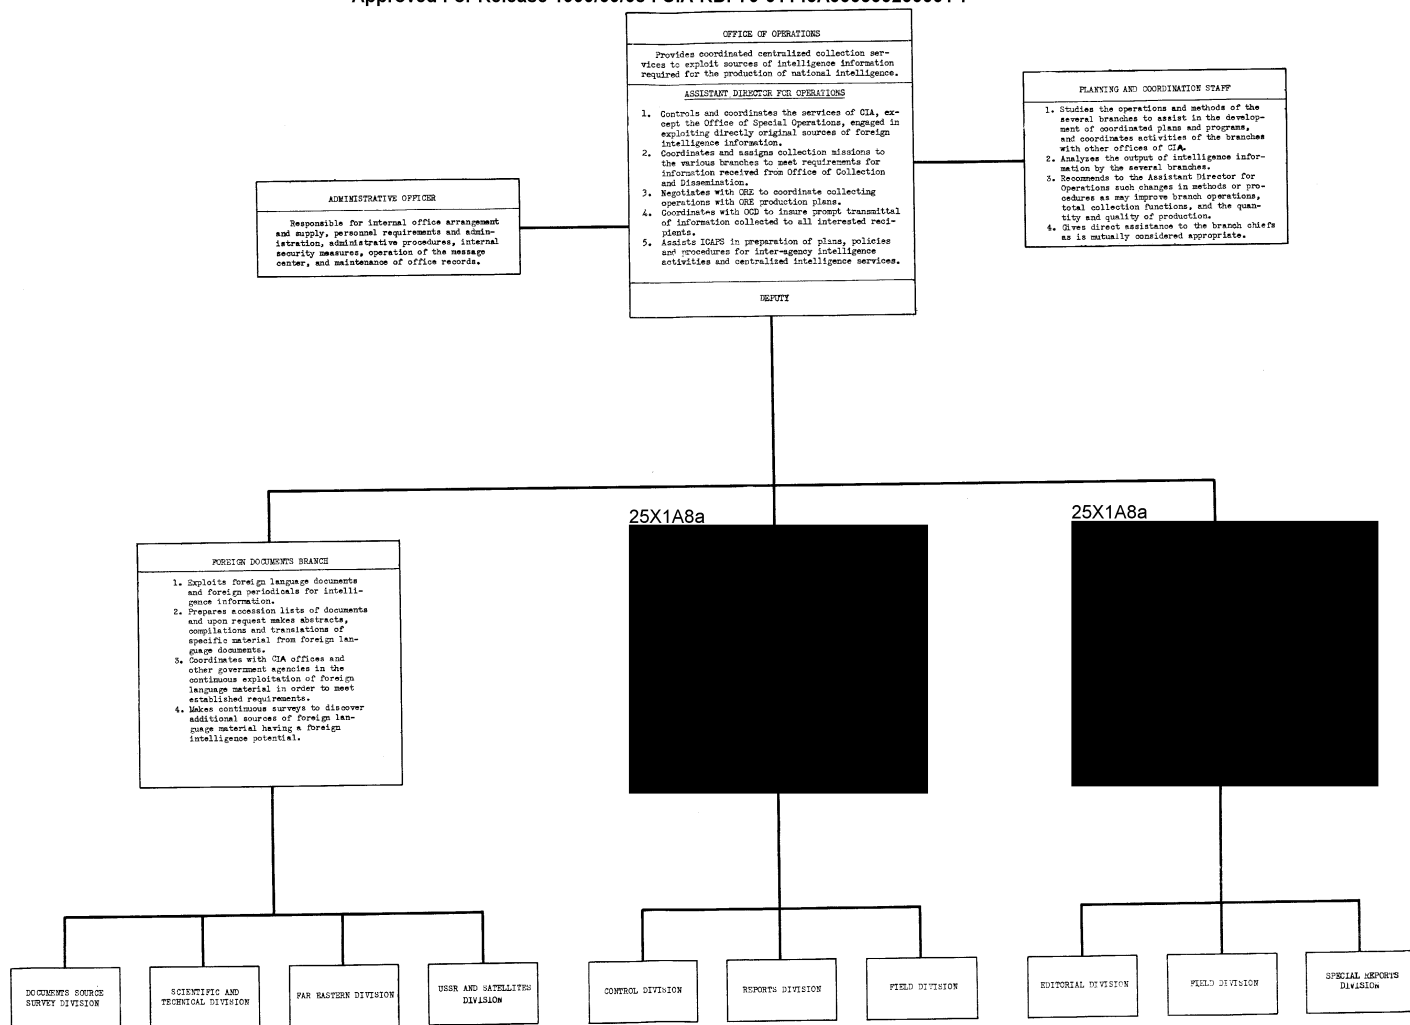 OFFICE OF OPERATIONS
Provides coordinated centralized collection ser-
vices to exploit sources of intelligence information
required for the production of national intelligence.
ASSISTANT DIRECTOR FOR OPERATIONS
1. Controls and coordinates the services of CIA, ex-
cept the Office of Special Operations, engaged in
exploiting directly original sources of foreign
intelligence information.
2. Coordinates and assigns collection missions to
the various branches to meet requirements for
information received from Office of Collection
and Dissemination.
3. Negotiates with ORE to coordinate collecting
operations with ORE production plans.
4. Coordinates with OCD to insure prompt transmittal
of information collected to all interested reci-
pients.
5. Assists ICAPS in preparation of plans, policies
and procedures for inter-agency intelligence
activities and centralized intelligence services.
DEPUTY
PLANNING AND COORDINATION STAFF
1. Studies the operations and methods of the
several branches to assist in the develop-
ment of coordinated plans and programs,
and coordinates activities of the branches
with other offices of CIA.
2. Analyzes the output of intelligence infor-
mation by the several branches.
3. Recommends to the Assistant Director for
Operations such changes in methods or pro-
cedures as may improve branch operations,
total collection functions, and the quan-
tity and quality of production.
4. Gives direct assistance to the branch chiefs
as is mutually considered appropriate.
ADMINISTRATIVE OFFICER
Responsible for internal office arrangement
and supply, personnel requirements and admin-
istration, administrative procedures, internal
security measures, operation of the message
center, and maintenance of office records.
25X1A8a
25X1A8a
FOREIGN DOCUMENTS BRANCH
1. Exploits foreign language documents
and foreign periodicals for intelli-
gence information.
2. Prepares accession lists of documents
and upon request makes abstracts,
compilations and translations of
specific material from foreign lan-
guage documents.
3. Coordinates with CIA offices and
other government agencies in the
continuous exploitation of foreign
language material in order to meet
established requirements.
4. Makes continuous surveys to discover
additional sources of foreign lan-
guage material having a foreign
intelligence potential.
DOCUMENTS SOURCE
SURVEY DIVISION
SCIENTIFIC AND
TECHNICAL DIVISION
FAR EASTERN DIVISION
USSR AND SATELLITES
DIVISION
CONTROL DIVISION
REPORTS DIVISION
FIELD DIVISION
EDITORIAL DIVISION
FIELD DIVISION
SPECIAL REPORTS
DIVISION